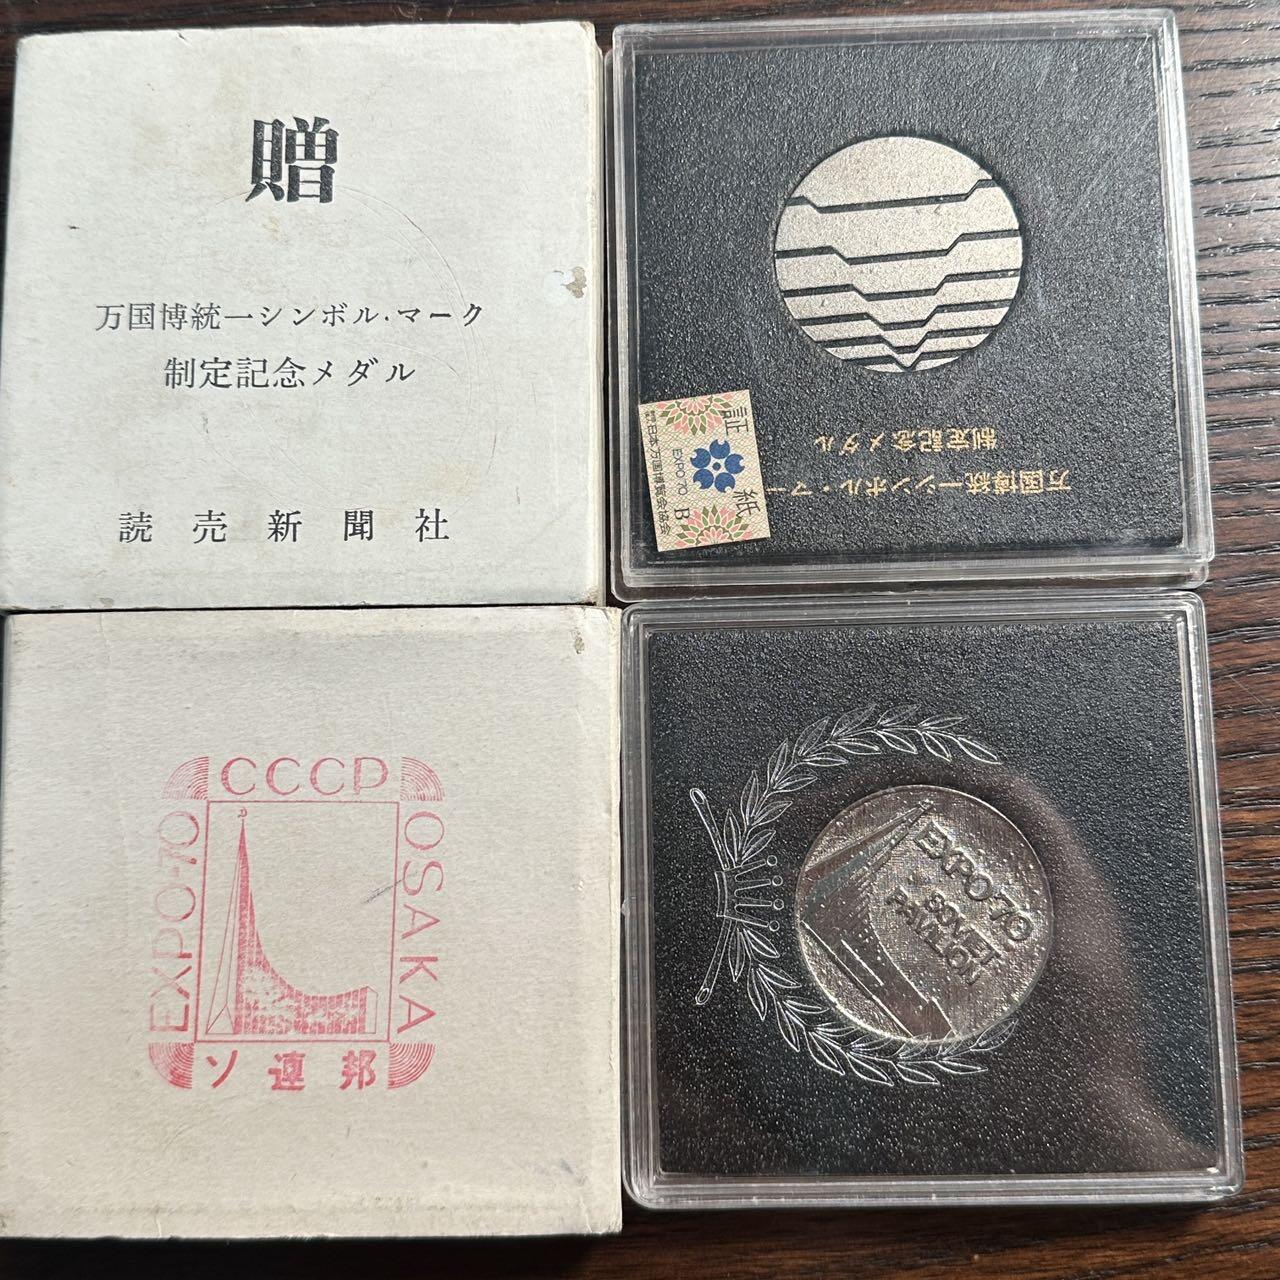 贈
万国博統一シンボル・マーク
制定記念メダル
読売新聞社
万国博統一シンボル・マー
制定記念メダル
証紙
EXPO'70 B
日本万国博覧会協会
CCCP
EXPO-70
OSAKA
ソ連邦
EXPO'70
SOVIET
PAVILION